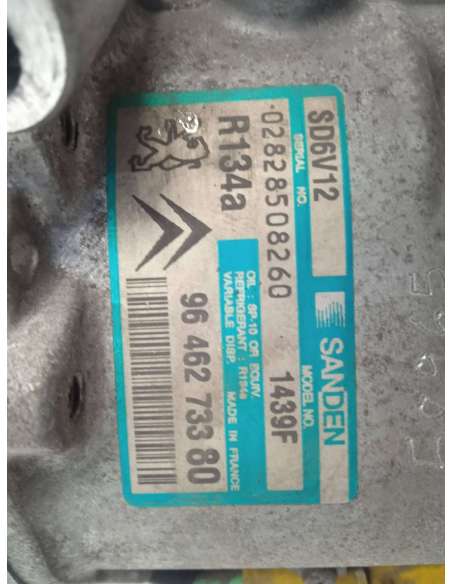 SANDEN
SD6V12
MODEL NO.
1439F
SERIAL NO.
02828508260
R134a
OIL : SP-10 OR EQUIV.
REFRIGERANT : R134a
VARIABLE DISP. MADE IN FRANCE
96 462 733 80